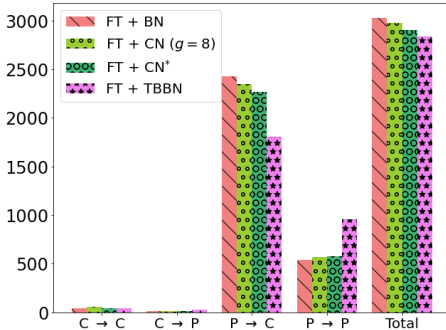 3000
2500
2000
1500
1000
500
0
FT + BN
FT + CN (g = 8)
FT + CN*
FT + TBBN
C → C
C → P
P → C
P → P
Total